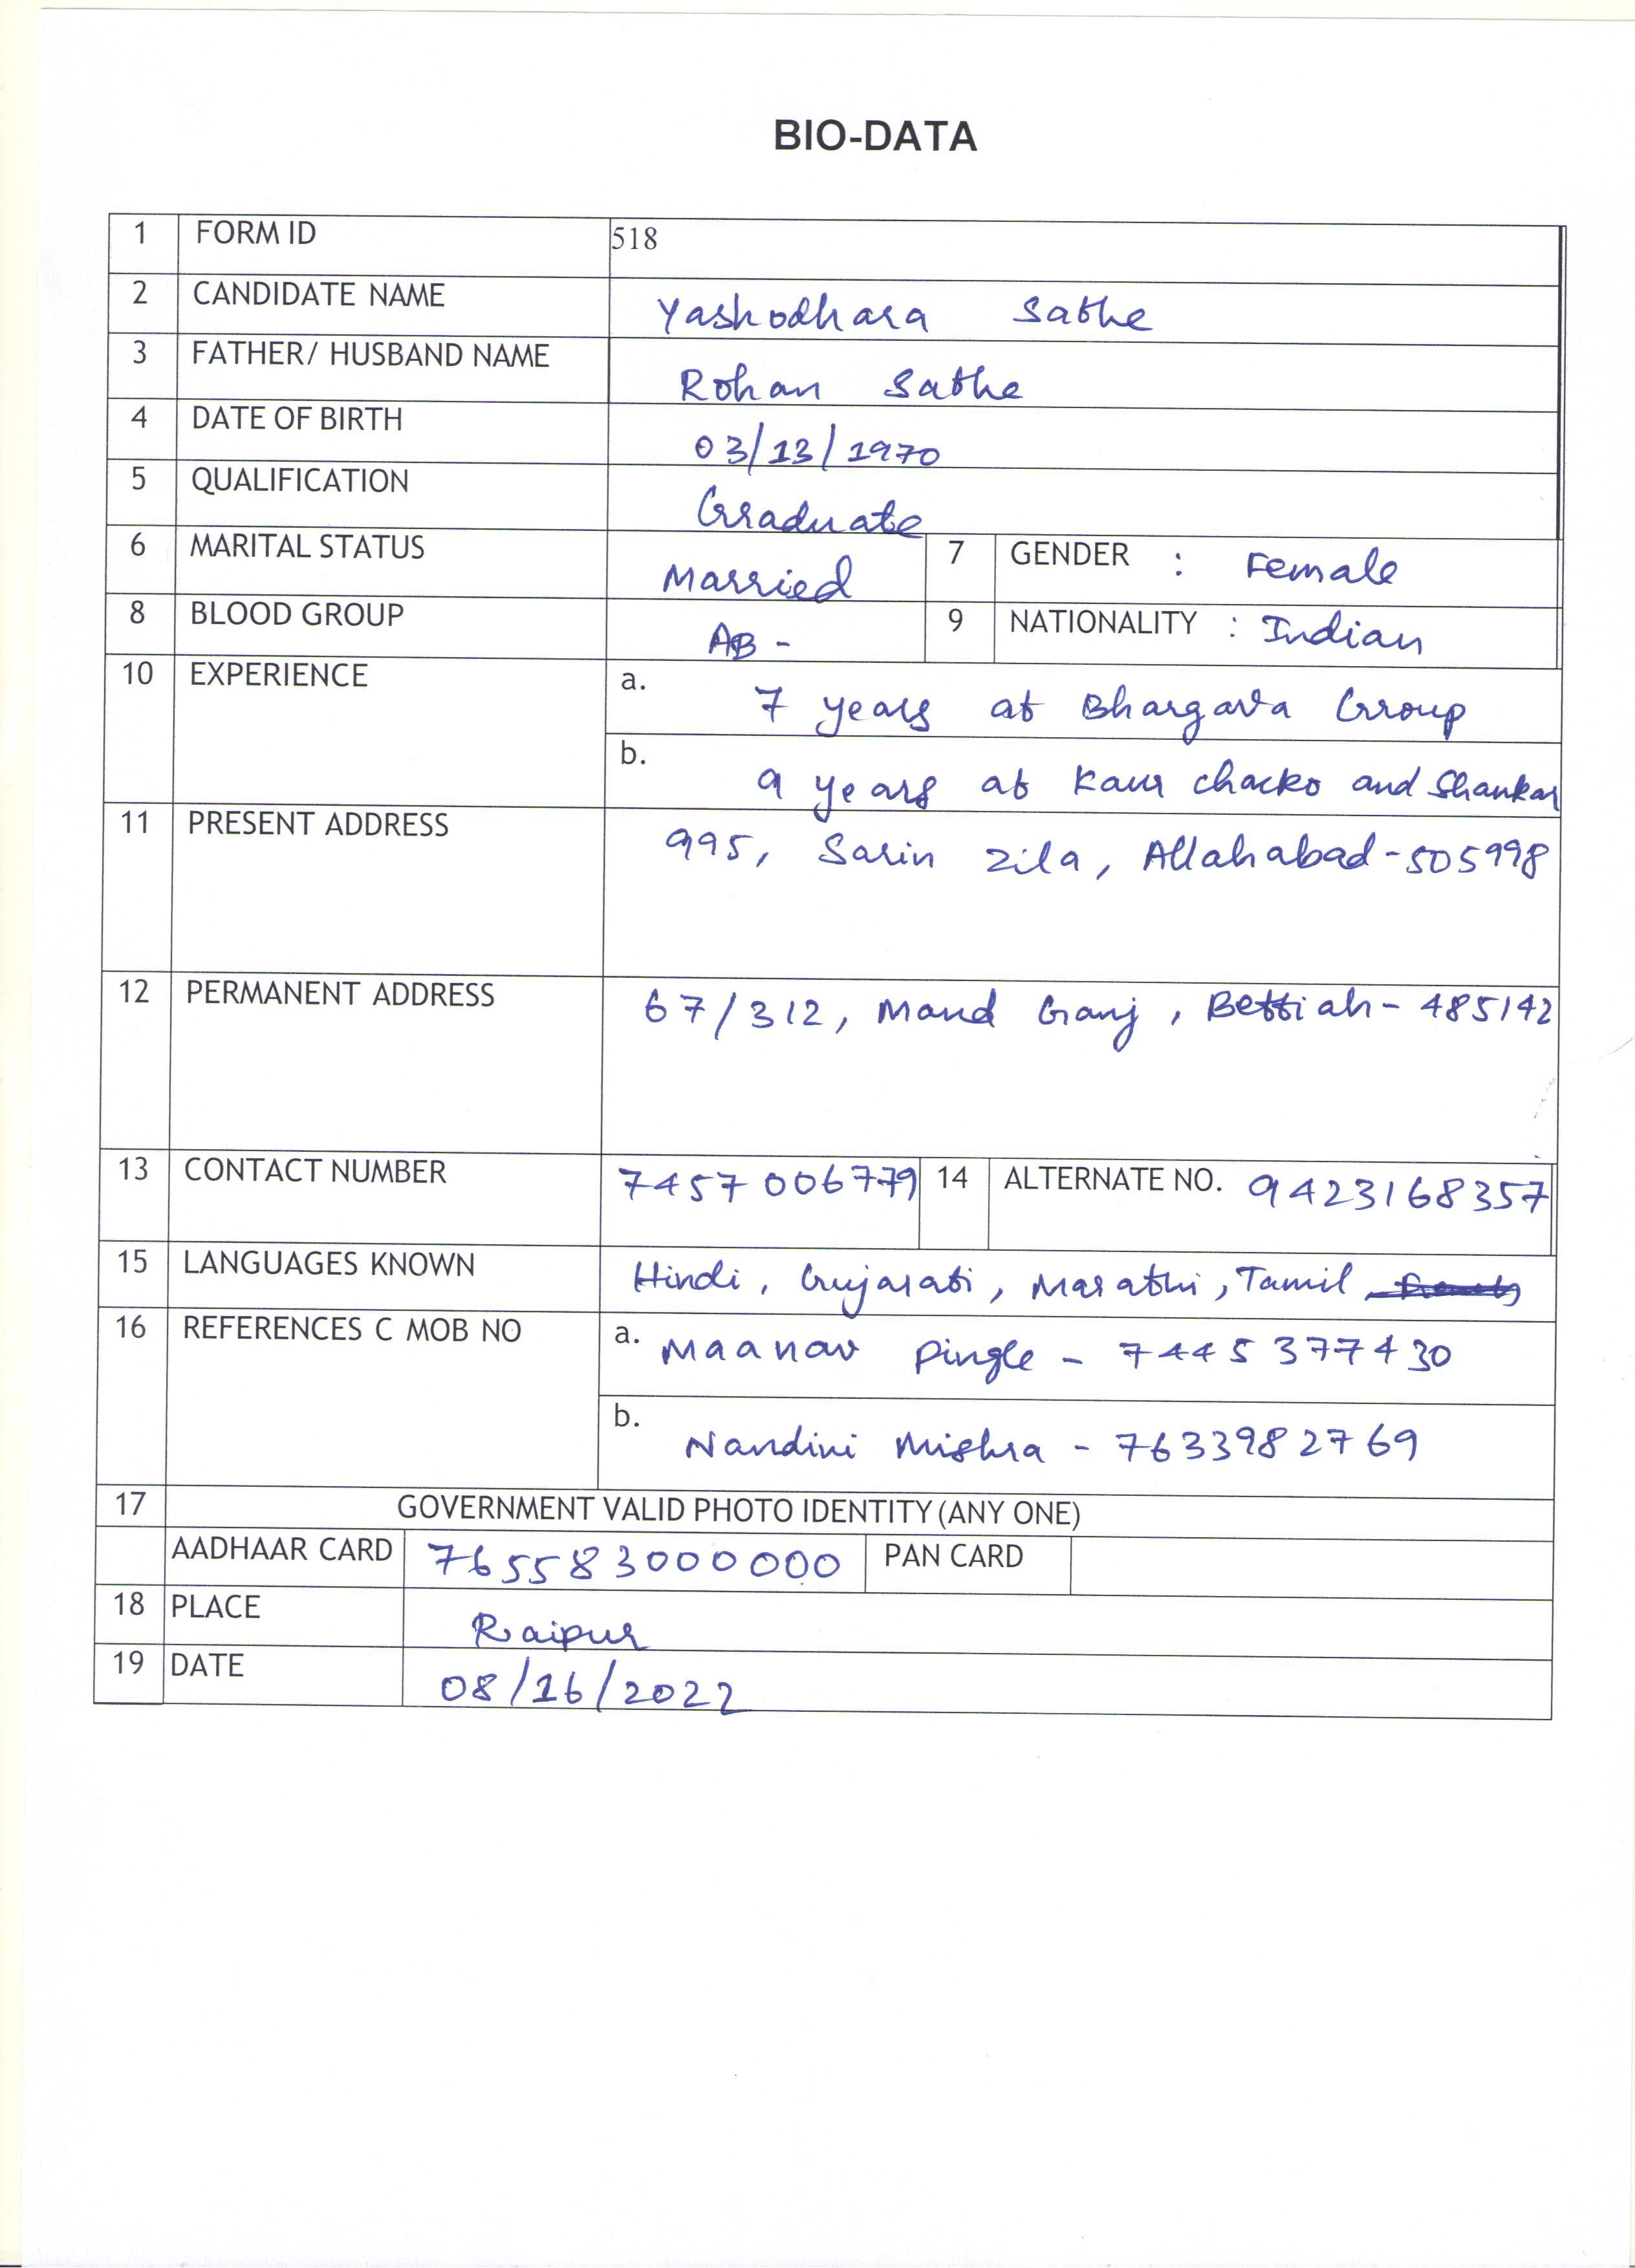 BIO-DATA
1 FORM ID 518
2 CANDIDATE NAME Yashodhara Sathe
3 FATHER/ HUSBAND NAME Rohan Sathe
4 DATE OF BIRTH 03/13/1970
5 QUALIFICATION Graduate
6 MARITAL STATUS Married 7 GENDER : Female
8 BLOOD GROUP AB - 9 NATIONALITY : Indian
10 EXPERIENCE a. 7 years at Bhargava Group
b. 9 years at Kaur chacko and Shankar
11 PRESENT ADDRESS 995, Sarin Zila, Allahabad-505998
12 PERMANENT ADDRESS 67/312, Mand Ganj, Bettiah-485142
13 CONTACT NUMBER 7457006779 14 ALTERNATE NO. 9423168357
15 LANGUAGES KNOWN Hindi, Gujarati, Marathi, Tamil
16 REFERENCES C MOB NO a. Maanav Pingle - 7445377430
b. Nandini Mishra - 7633982769
17 GOVERNMENT VALID PHOTO IDENTITY (ANY ONE)
AADHAAR CARD 765583000000 PAN CARD
18 PLACE Raipur
19 DATE 08/16/2022